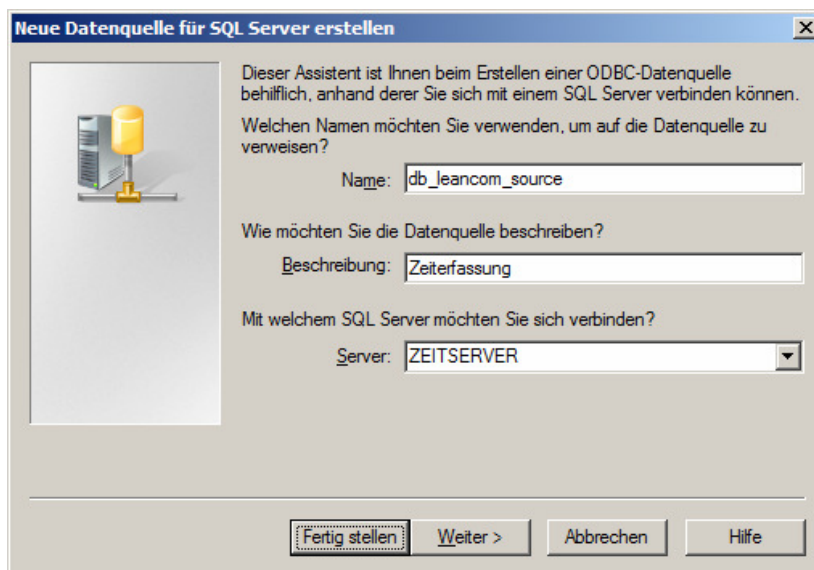 Neue Datenquelle für SQL Server erstellen
Dieser Assistent ist Ihnen beim Erstellen einer ODBC-Datenquelle
behilflich, anhand derer Sie sich mit einem SQL Server verbinden können.
Welchen Namen möchten Sie verwenden, um auf die Datenquelle zu
verweisen?
Name: db_leancom_source
Wie möchten Sie die Datenquelle beschreiben?
Beschreibung: Zeiterfassung
Mit welchem SQL Server möchten Sie sich verbinden?
Server: ZEITSERVER
Fertig stellen Weiter > Abbrechen Hilfe